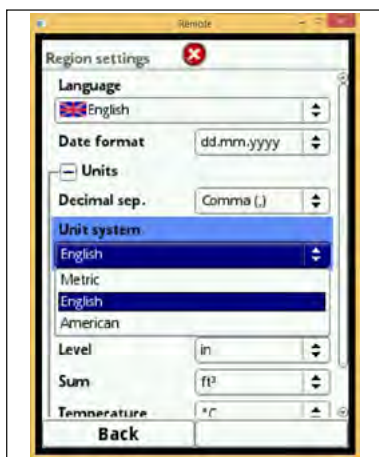 Remote
Region settings
Language
English
Date format dd.mm.yyyy
Units
Decimal sep. Comma (,)
Unit system
English
Metric
English
American
Level in
Sum ft³
Temperature °C
Back